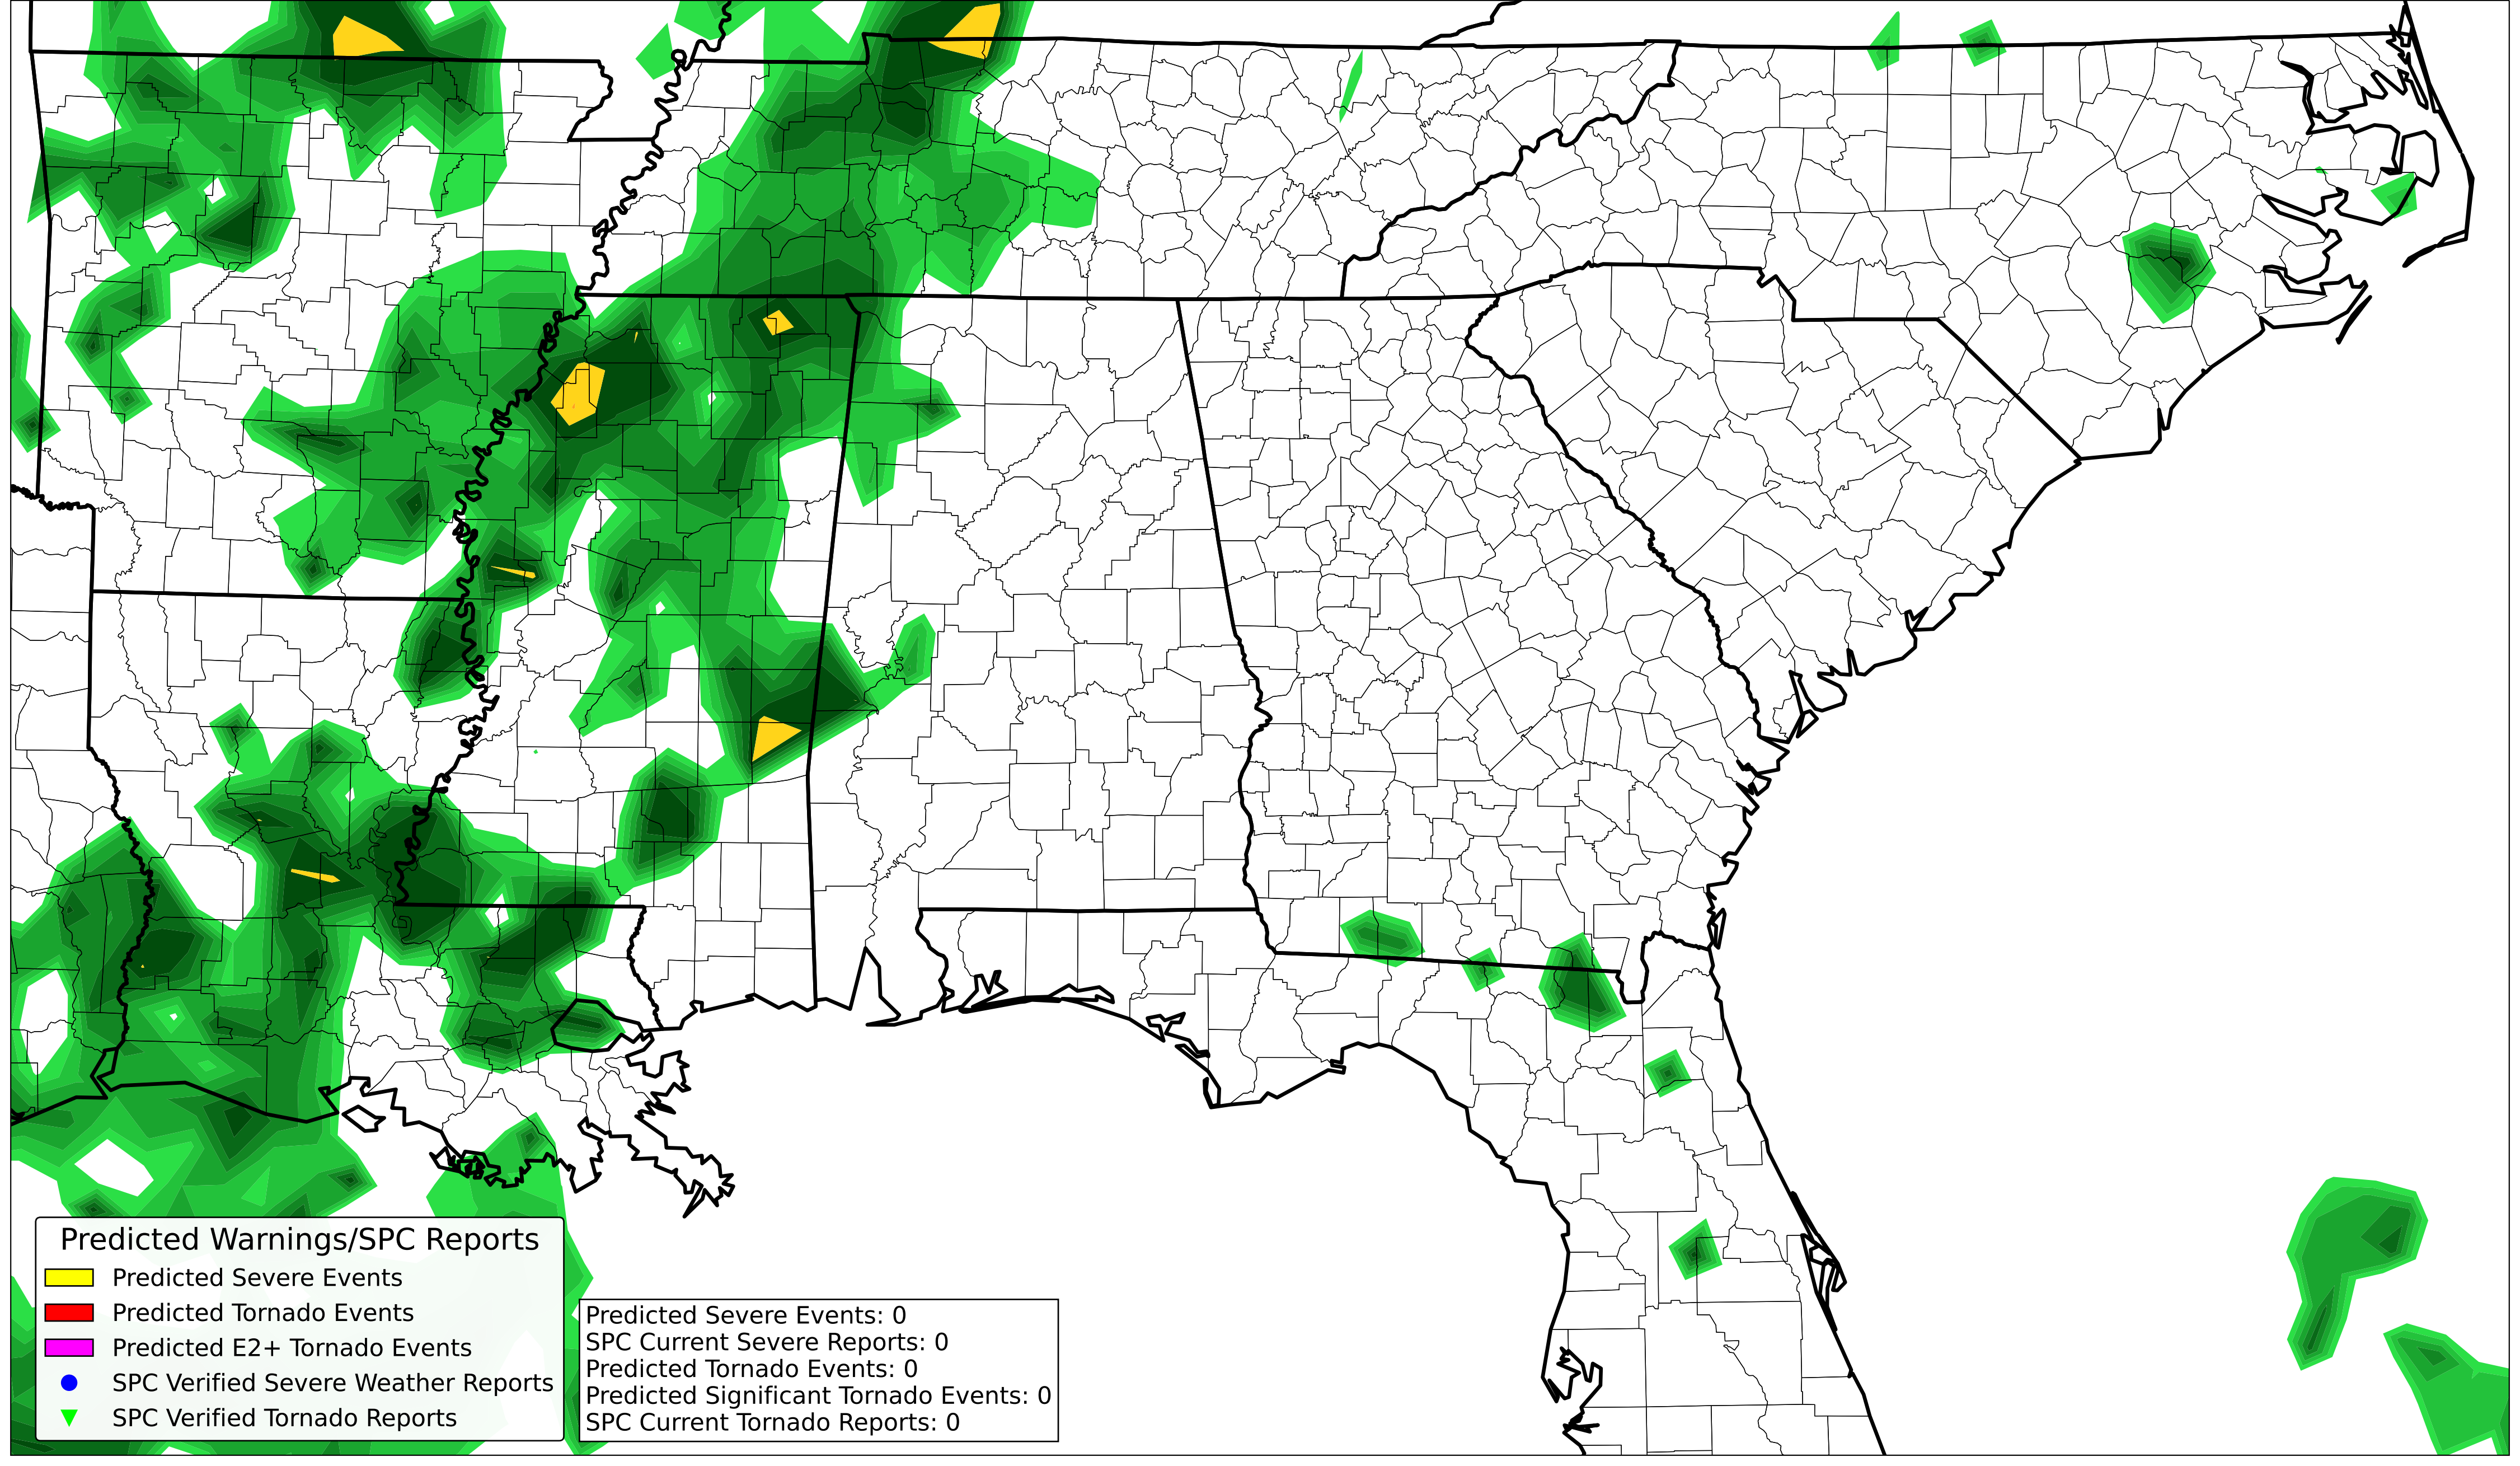 Predicted Warnings/SPC Reports
Predicted Severe Events
Predicted Tornado Events
Predicted E2+ Tornado Events
SPC Verified Severe Weather Reports
SPC Verified Tornado Reports
Predicted Severe Events: 0
SPC Current Severe Reports: 0
Predicted Tornado Events: 0
Predicted Significant Tornado Events: 0
SPC Current Tornado Reports: 0